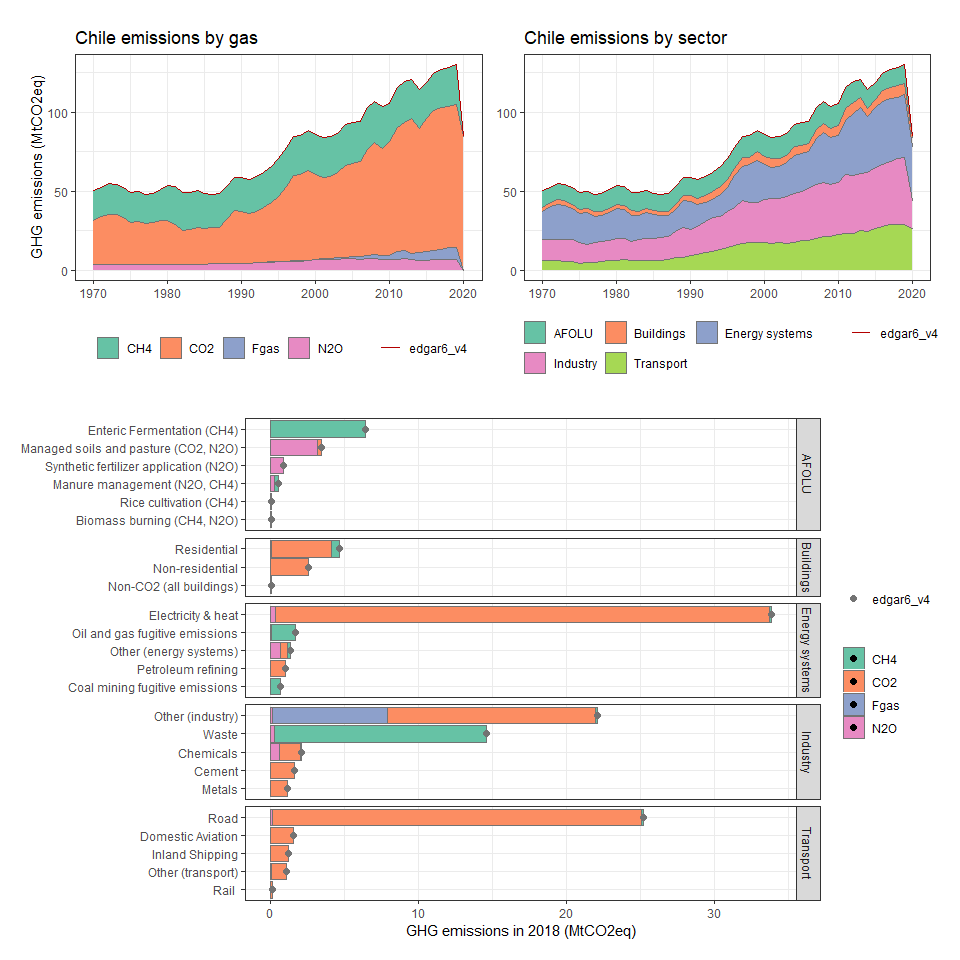 Chile emissions by gas
GHG emissions (MtCO2eq)
100
50
0
1970
1980
1990
2000
2010
2020
CH4
CO2
Fgas
N2O
edgar6_v4
Chile emissions by sector
100
50
0
1970
1980
1990
2000
2010
2020
AFOLU
Buildings
Energy systems
edgar6_v4
Industry
Transport
Enteric Fermentation (CH4)
Managed soils and pasture (CO2, N2O)
Synthetic fertilizer application (N2O)
Manure management (N2O, CH4)
Rice cultivation (CH4)
Biomass burning (CH4, N2O)
AFOLU
Residential
Non-residential
Non-CO2 (all buildings)
Buildings
Electricity & heat
Oil and gas fugitive emissions
Other (energy systems)
Petroleum refining
Coal mining fugitive emissions
Energy systems
Other (industry)
Waste
Chemicals
Cement
Metals
Industry
Road
Domestic Aviation
Inland Shipping
Other (transport)
Rail
Transport
0
10
20
30
GHG emissions in 2018 (MtCO2eq)
edgar6_v4
CH4
CO2
Fgas
N2O